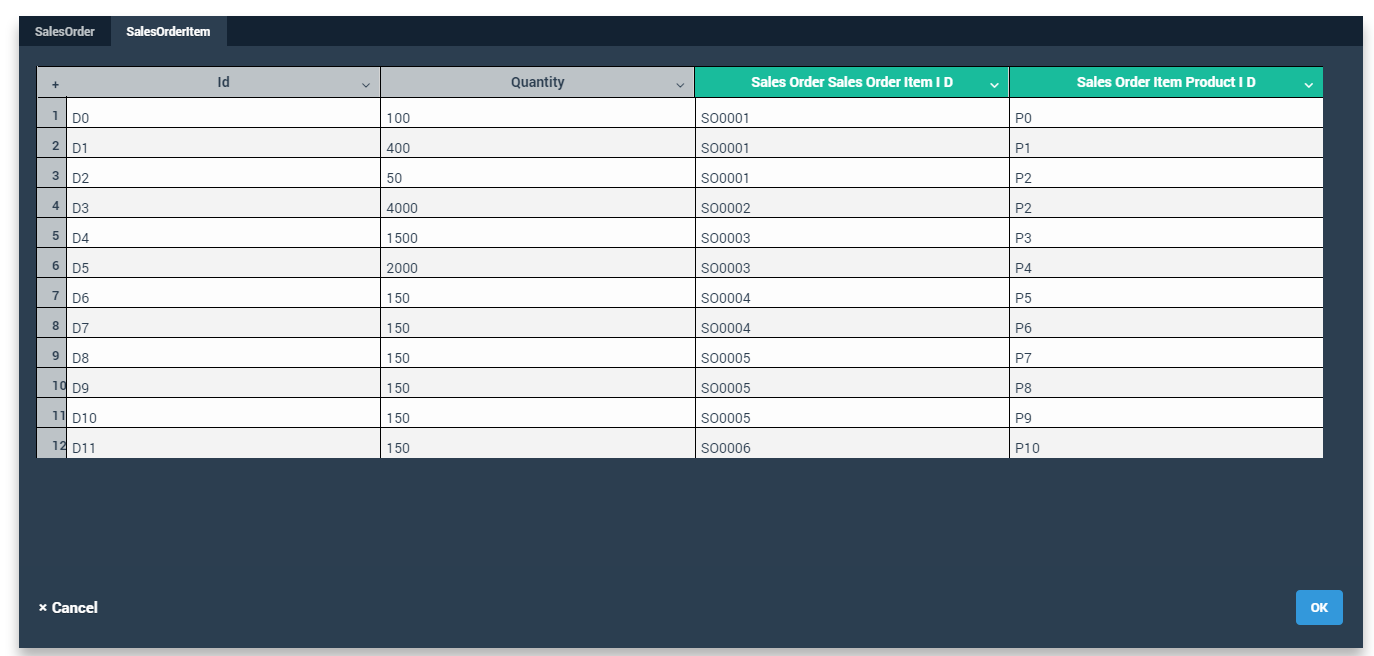 SalesOrder SalesOrderItem
+ Id Quantity Sales Order Sales Order Item I D Sales Order Item Product I D
1 D0 100 SO0001 P0
2 D1 400 SO0001 P1
3 D2 50 SO0001 P2
4 D3 4000 SO0002 P2
5 D4 1500 SO0003 P3
6 D5 2000 SO0003 P4
7 D6 150 SO0004 P5
8 D7 150 SO0004 P6
9 D8 150 SO0005 P7
10 D9 150 SO0005 P8
11 D10 150 SO0005 P9
12 D11 150 SO0006 P10
× Cancel OK